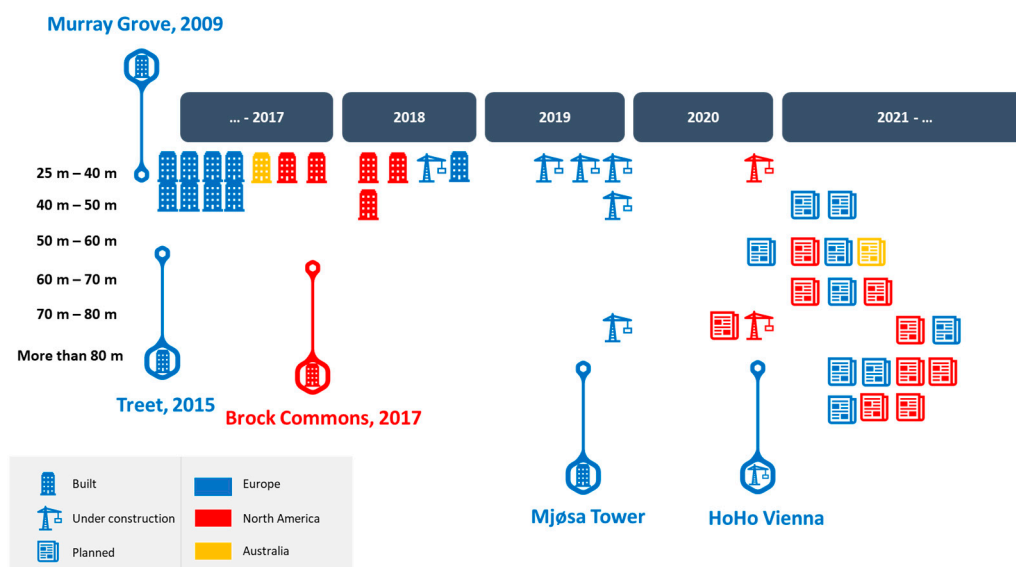 Murray Grove, 2009
... - 2017
2018
2019
2020
2021 - ...
25 m – 40 m
40 m – 50 m
50 m – 60 m
60 m – 70 m
70 m – 80 m
More than 80 m
Treet, 2015
Brock Commons, 2017
Mjøsa Tower
HoHo Vienna
Built
Europe
Under construction
North America
Planned
Australia